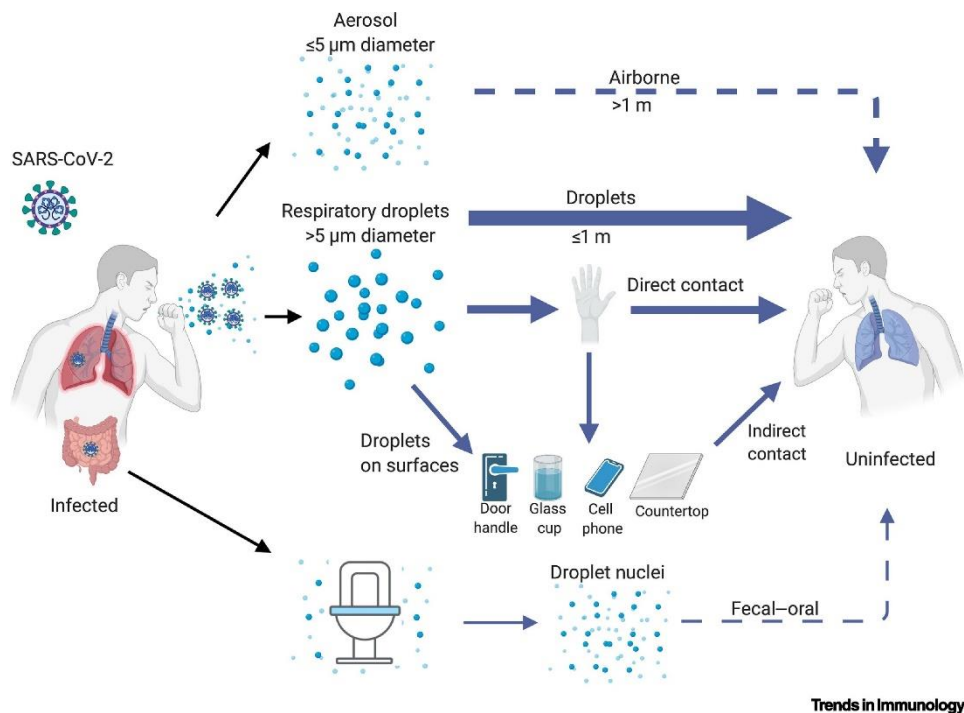 Aerosol
≤5 μm diameter
Airborne
>1 m
SARS-CoV-2
Respiratory droplets
>5 μm diameter
Droplets
≤1 m
Direct contact
Droplets
on surfaces
Indirect
contact
Door
handle
Glass
cup
Cell
phone
Countertop
Infected
Uninfected
Droplet nuclei
Fecal–oral
Trends in Immunology